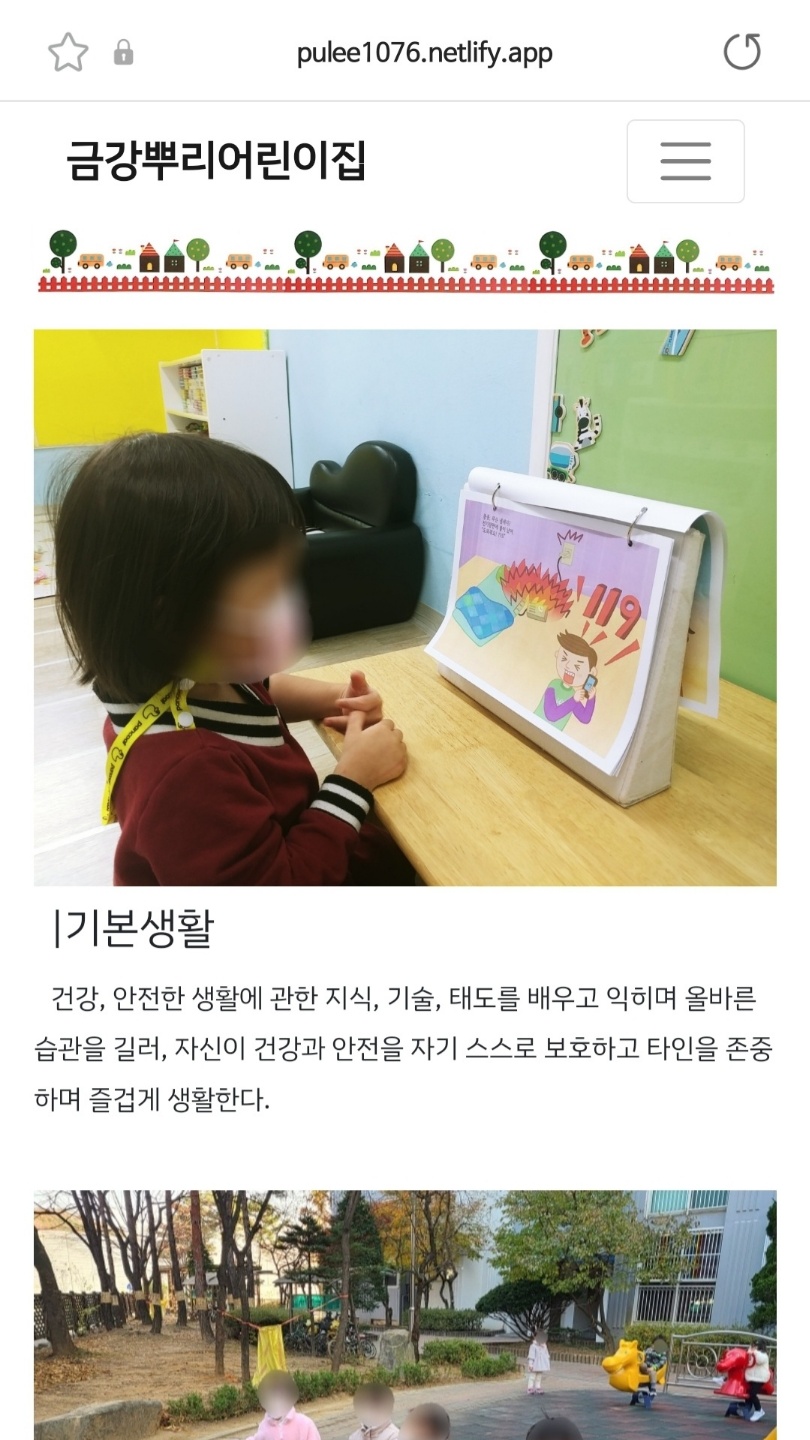 pulee1076.netlify.app
금강뿌리어린이집
119
|기본생활
건강, 안전한 생활에 관한 지식, 기술, 태도를 배우고 익히며 올바른
습관을 길러, 자신이 건강과 안전을 자기 스스로 보호하고 타인을 존중
하며 즐겁게 생활한다.